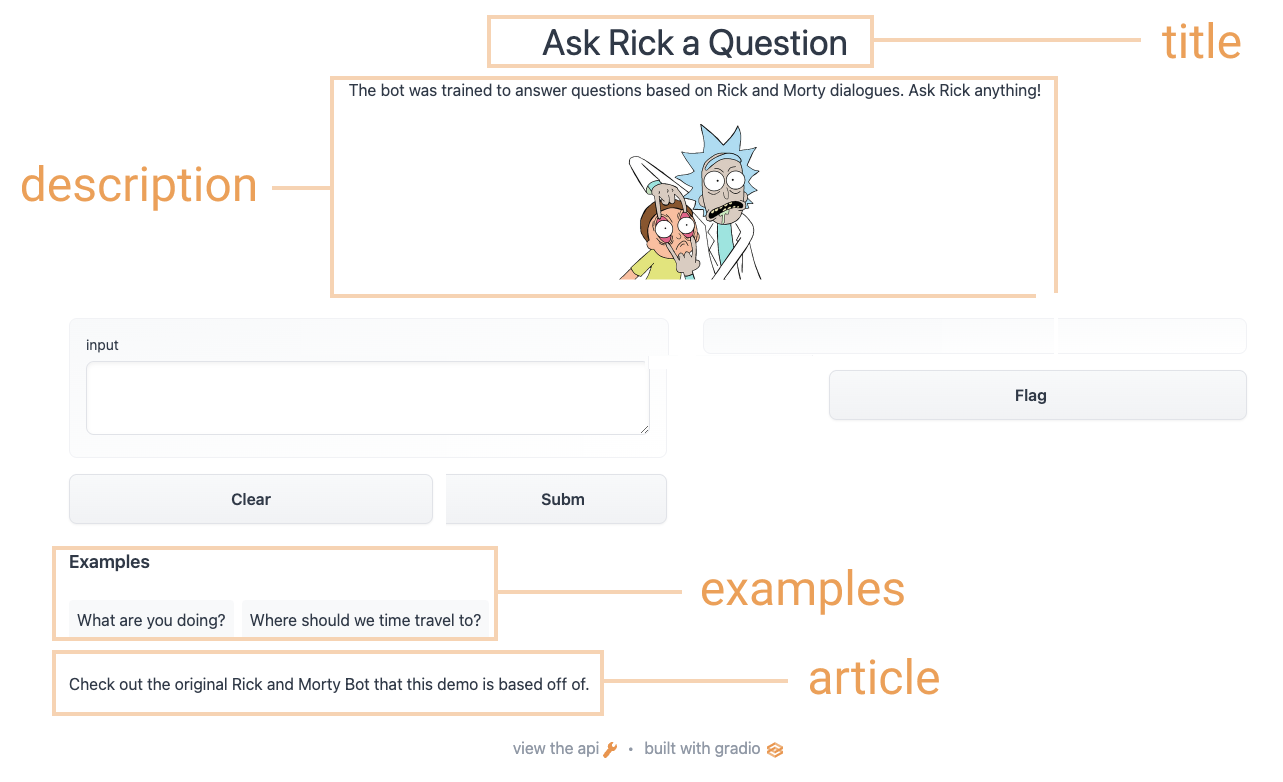 Ask Rick a Question
title
The bot was trained to answer questions based on Rick and Morty dialogues. Ask Rick anything!
description
input
Flag
Clear
Subm
Examples
examples
What are you doing?
Where should we time travel to?
Check out the original Rick and Morty Bot that this demo is based off of.
article
view the api • built with gradio